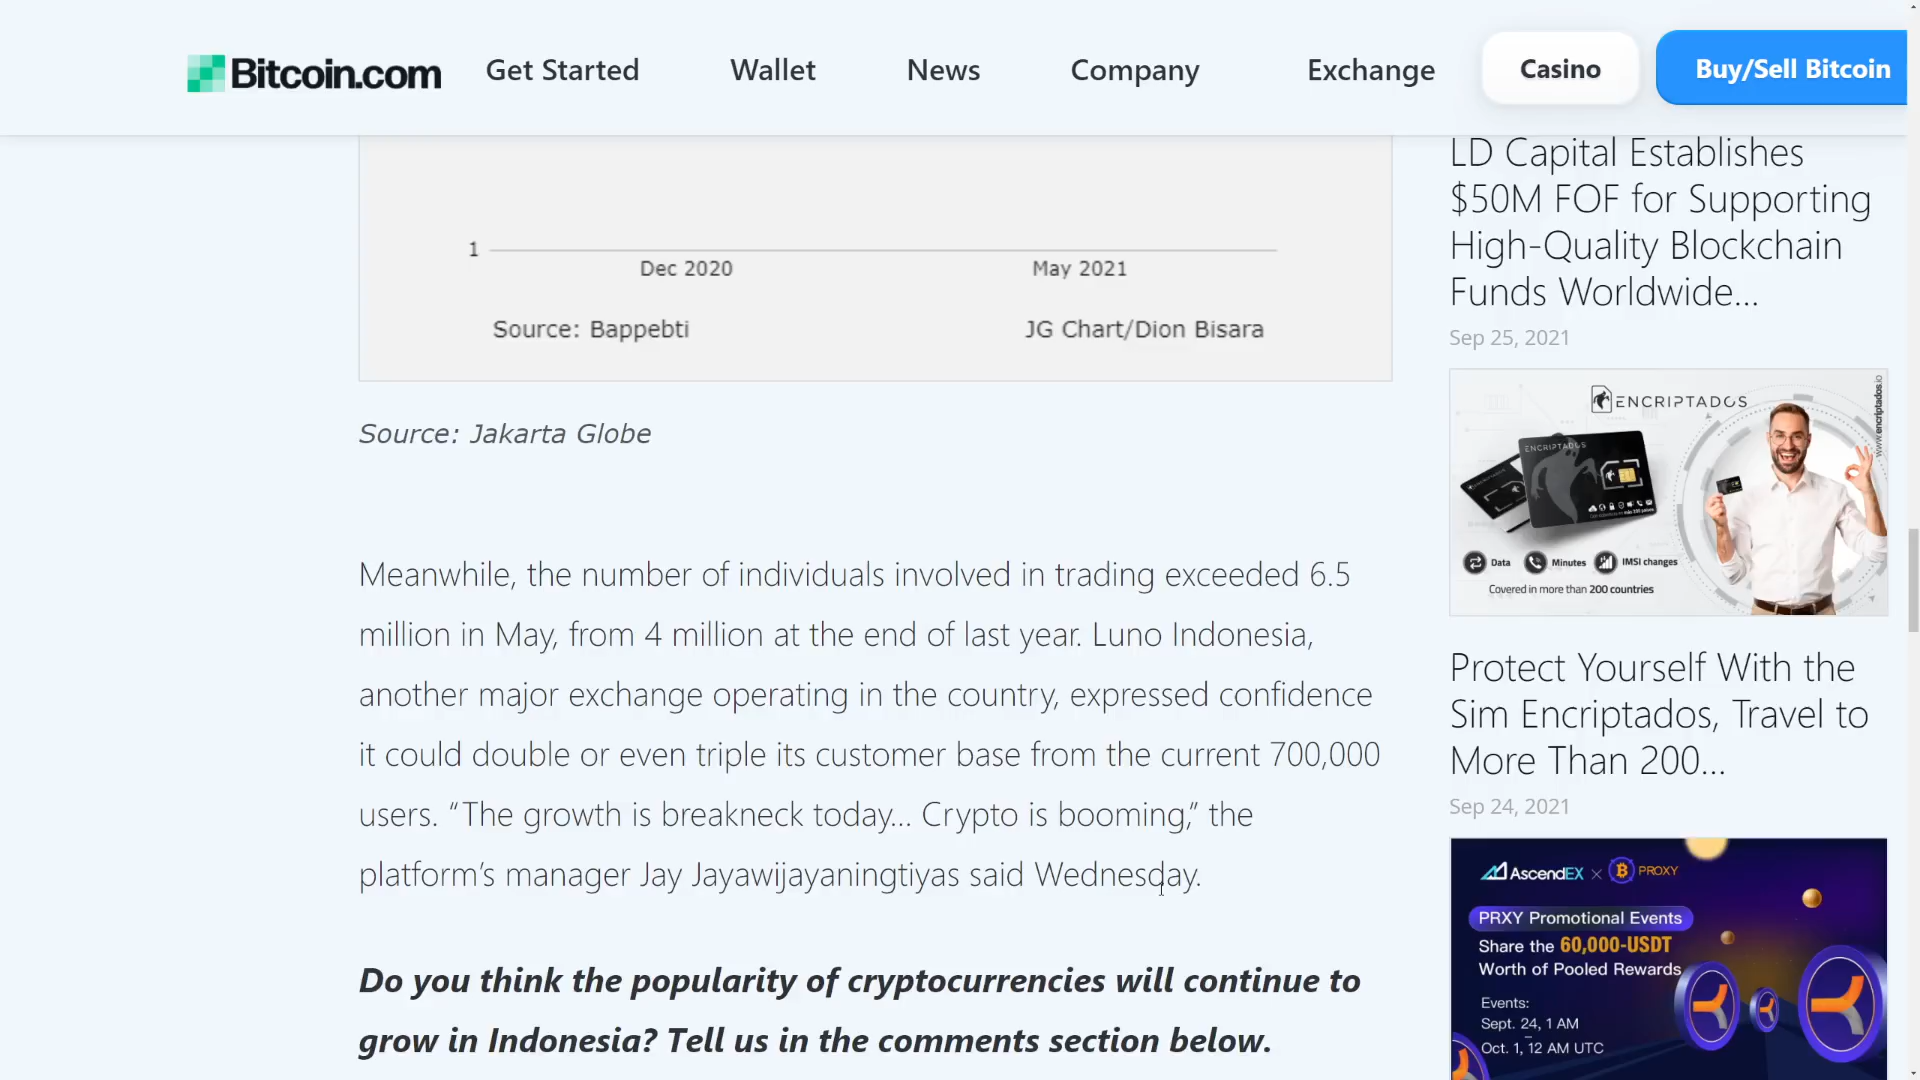 Bitcoin.com
Get Started
Wallet
News
Company
Exchange
Casino
Buy/Sell Bitcoin
1
Dec 2020
May 2021
Source: Bappebti
JG Chart/Dion Bisara
Source: Jakarta Globe
Meanwhile, the number of individuals involved in trading exceeded 6.5
million in May, from 4 million at the end of last year. Luno Indonesia,
another major exchange operating in the country, expressed confidence
it could double or even triple its customer base from the current 700,000
users. “The growth is breakneck today… Crypto is booming,” the
platform’s manager Jay Jayawijayaningtiyas said Wednesday.
Do you think the popularity of cryptocurrencies will continue to
grow in Indonesia? Tell us in the comments section below.
LD Capital Establishes
$50M FOF for Supporting
High-Quality Blockchain
Funds Worldwide…
Sep 25, 2021
ENCRIPTADOS
www.encriptados.io
ENCRIPTADOS
Data
Minutes
IMSI changes
Covered in more than 200 countries
Protect Yourself With the
Sim Encriptados, Travel to
More Than 200…
Sep 24, 2021
AscendEX × PROXY
PRXY Promotional Events
Share the 60,000-USDT
Worth of Pooled Rewards
Events:
Sept. 24, 1 AM
–
Oct. 1, 12 AM UTC